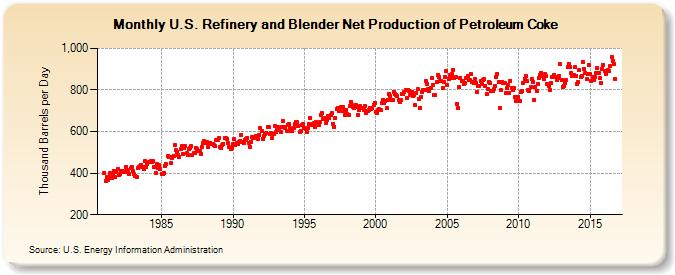 Monthly U.S. Refinery and Blender Net Production of Petroleum Coke
Thousand Barrels per Day
1,000
800
600
400
200
1985 1990 1995 2000 2005 2010 2015
Source: U.S. Energy Information Administration